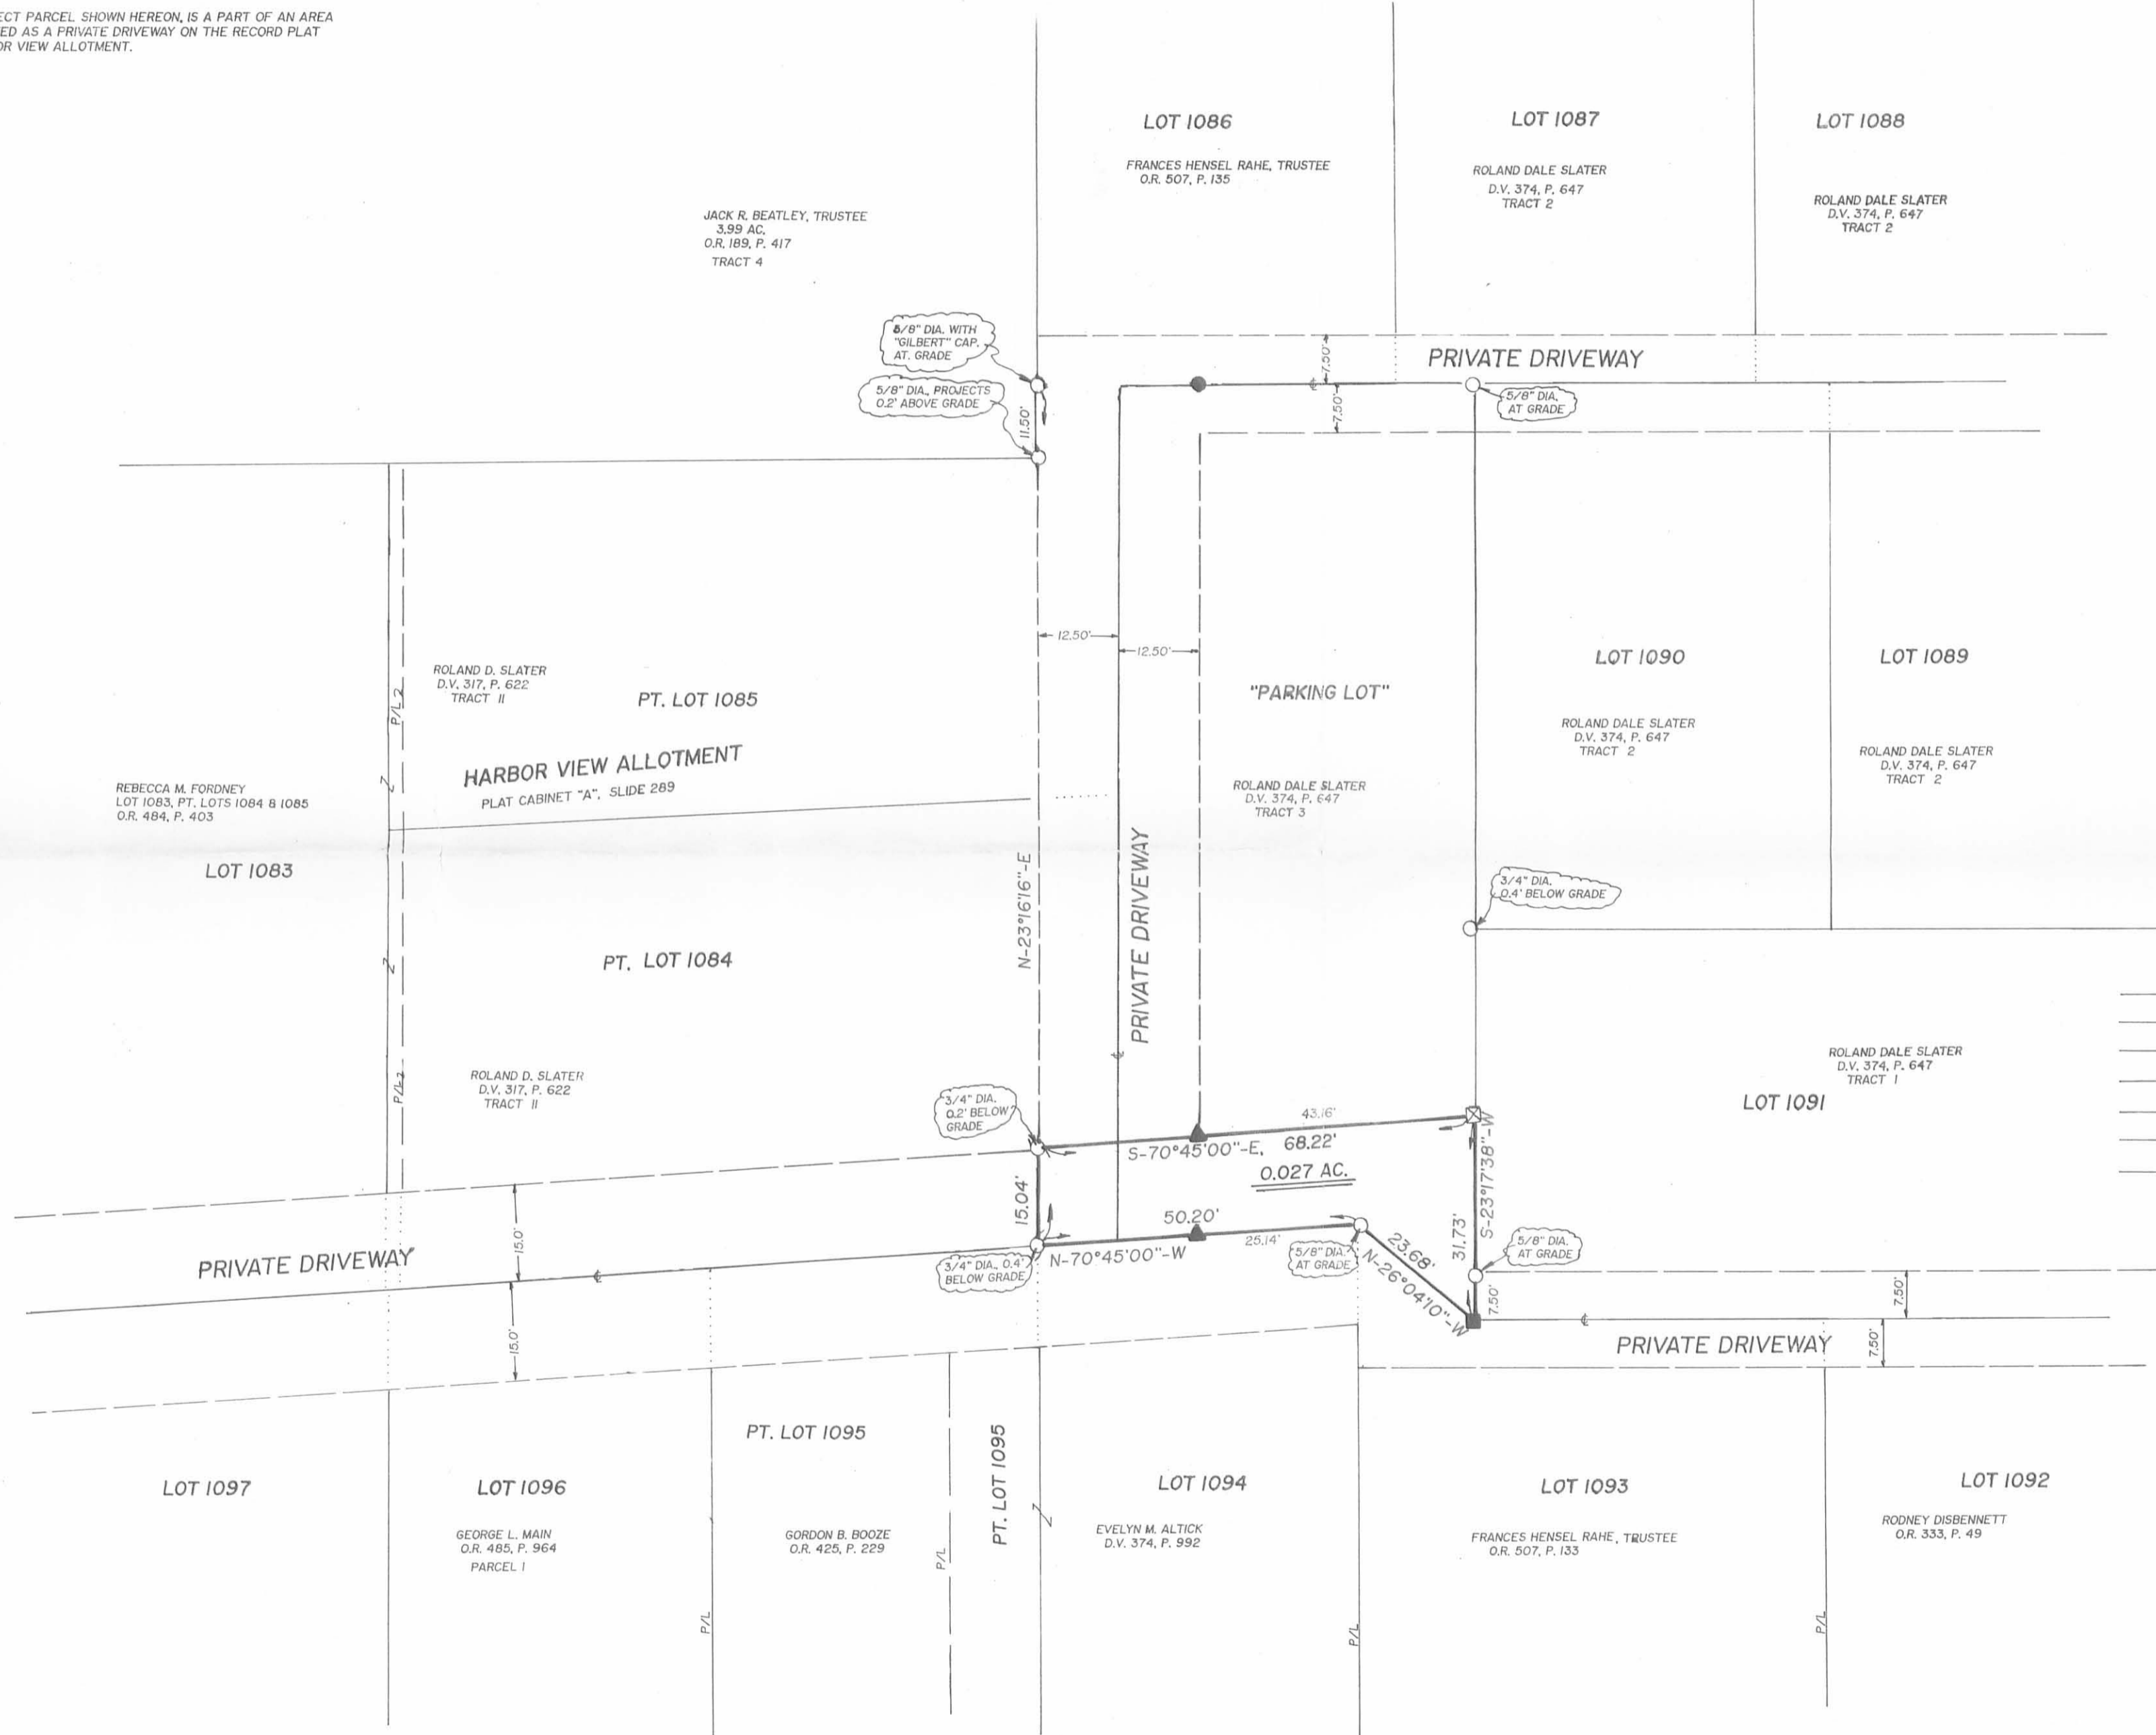 ECT PARCEL SHOWN HEREON, IS A PART OF AN AREA
ED AS A PRIVATE DRIVEWAY ON THE RECORD PLAT
OR VIEW ALLOTMENT.
LOT 1086
FRANCES HENSEL RAHE, TRUSTEE
O.R. 507, P. 135
LOT 1087
ROLAND DALE SLATER
D.V. 374, P. 647
TRACT 2
LOT 1088
ROLAND DALE SLATER
D.V. 374, P. 647
TRACT 2
JACK R. BEATLEY, TRUSTEE
3.99 AC.
O.R. 189, P. 417
TRACT 4
5/8" DIA. WITH
"GILBERT" CAP.
AT. GRADE
5/8" DIA., PROJECTS
0.2' ABOVE GRADE
11.50'
7.50'
7.50'
PRIVATE DRIVEWAY
5/8" DIA.
AT GRADE
12.50'
12.50'
ROLAND D. SLATER
D.V. 317, P. 622
TRACT II
PT. LOT 1085
P/L
HARBOR VIEW ALLOTMENT
PLAT CABINET "A", SLIDE 289
REBECCA M. FORDNEY
LOT 1083, PT. LOTS 1084 & 1085
O.R. 484, P. 403
LOT 1083
"PARKING LOT"
ROLAND DALE SLATER
D.V. 374, P. 647
TRACT 3
LOT 1090
ROLAND DALE SLATER
D.V. 374, P. 647
TRACT 2
LOT 1089
ROLAND DALE SLATER
D.V. 374, P. 647
TRACT 2
N-23°16'16"-E
PRIVATE DRIVEWAY
3/4" DIA.
0.4' BELOW GRADE
PT. LOT 1084
ROLAND D. SLATER
D.V. 317, P. 622
TRACT II
P/L
3/4" DIA.
0.2' BELOW
GRADE
ROLAND DALE SLATER
D.V. 374, P. 647
TRACT 1
LOT 1091
43.16'
S-70°45'00"-E, 68.22'
0.027 AC.
15.04'
50.20'
25.14'
N-70°45'00"-W
3/4" DIA., 0.4'
BELOW GRADE
5/8" DIA.
AT GRADE
23.68'
N-26°04'10"-W
31.73'
S-23°17'38"-W
5/8" DIA.
AT GRADE
7.50'
PRIVATE DRIVEWAY
15.0'
15.0'
7.50'
7.50'
PRIVATE DRIVEWAY
LOT 1097
LOT 1096
GEORGE L. MAIN
O.R. 485, P. 964
PARCEL 1
P/L
PT. LOT 1095
GORDON B. BOOZE
O.R. 425, P. 229
P/L
PT. LOT 1095
LOT 1094
EVELYN M. ALTICK
D.V. 374, P. 992
P/L
LOT 1093
FRANCES HENSEL RAHE, TRUSTEE
O.R. 507, P. 133
P/L
LOT 1092
RODNEY DISBENNETT
O.R. 333, P. 49